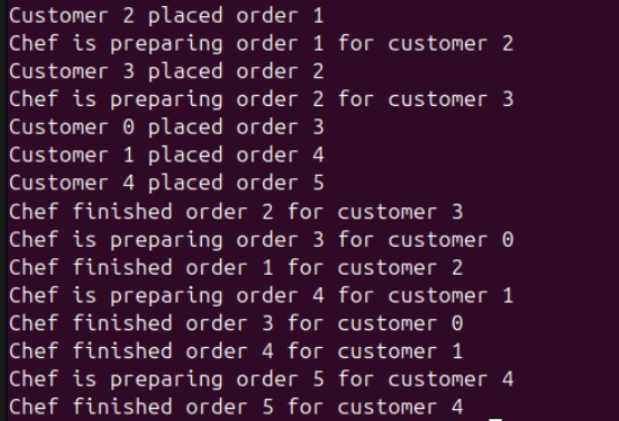 Customer 2 placed order 1
Chef is preparing order 1 for customer 2
Customer 3 placed order 2
Chef is preparing order 2 for customer 3
Customer 0 placed order 3
Customer 1 placed order 4
Customer 4 placed order 5
Chef finished order 2 for customer 3
Chef is preparing order 3 for customer 0
Chef finished order 1 for customer 2
Chef is preparing order 4 for customer 1
Chef finished order 3 for customer 0
Chef finished order 4 for customer 1
Chef is preparing order 5 for customer 4
Chef finished order 5 for customer 4